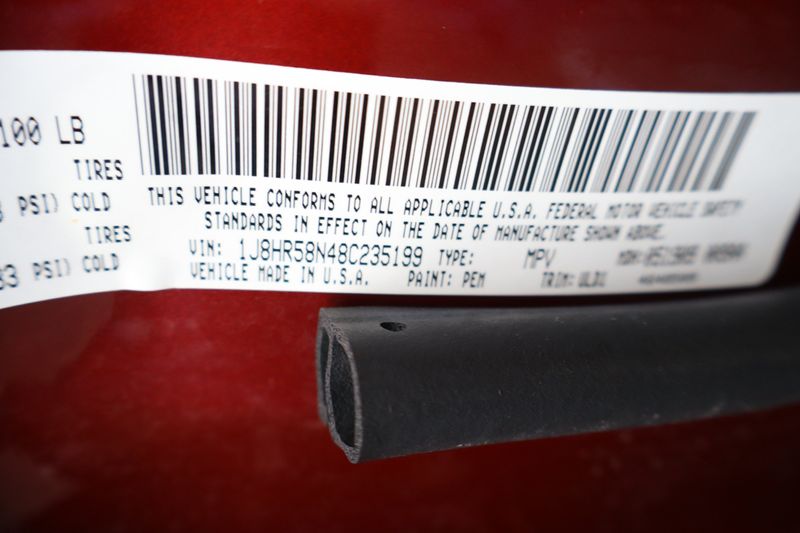 100 LB
TIRES
PSI) COLD
TIRES
PSI) COLD
THIS VEHICLE CONFORMS TO ALL APPLICABLE U.S.A. FEDERAL MOTOR VEHICLE SAFETY
STANDARDS IN EFFECT ON THE DATE OF MANUFACTURE SHOWN ABOVE.
VIN: 1J8HR58N48C235199 TYPE: MPV
VEHICLE MADE IN U.S.A. PAINT: PEM TRIM: ULD1